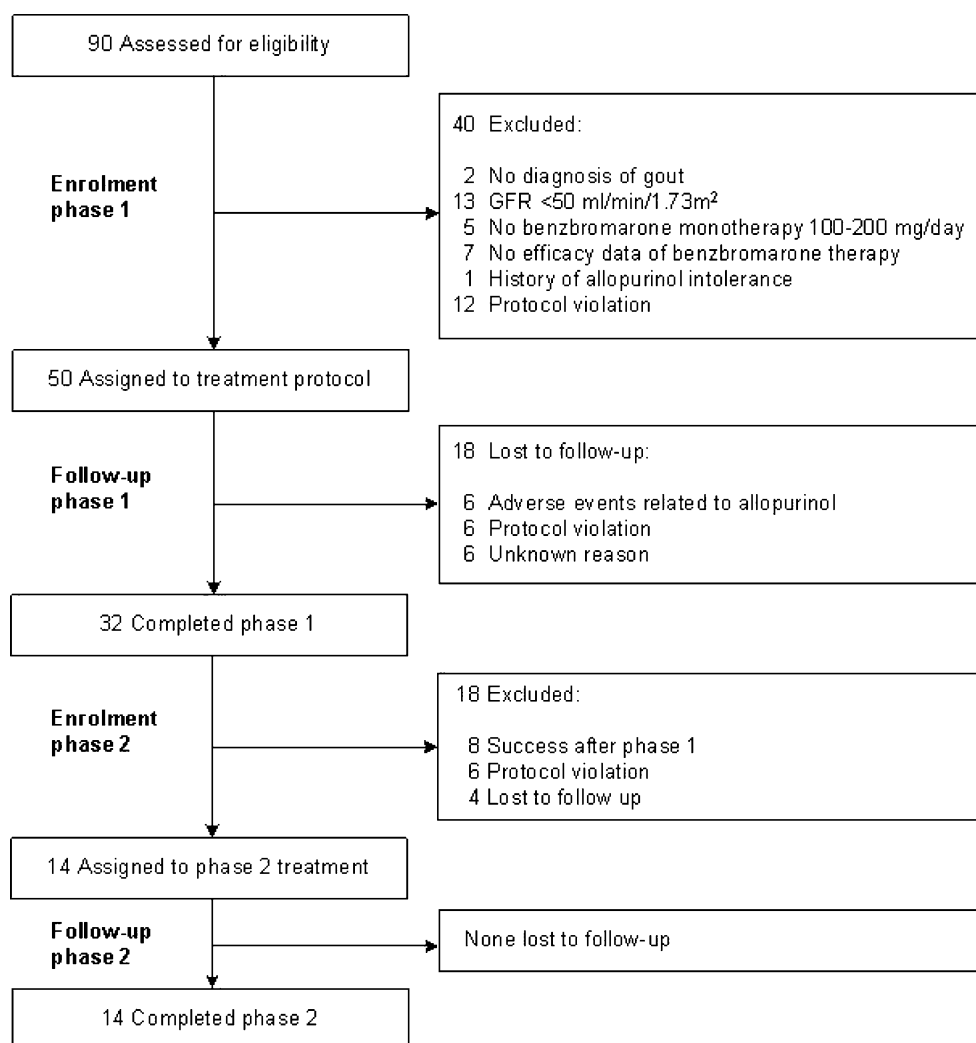 90 Assessed for eligibility
Enrolment
phase 1
40 Excluded:
2 No diagnosis of gout
13 GFR <50 ml/min/1.73m²
5 No benzbromarone monotherapy 100-200 mg/day
7 No efficacy data of benzbromarone therapy
1 History of allopurinol intolerance
12 Protocol violation
50 Assigned to treatment protocol
Follow-up
phase 1
18 Lost to follow-up:
6 Adverse events related to allopurinol
6 Protocol violation
6 Unknown reason
32 Completed phase 1
Enrolment
phase 2
18 Excluded:
8 Success after phase 1
6 Protocol violation
4 Lost to follow up
14 Assigned to phase 2 treatment
Follow-up
phase 2
None lost to follow-up
14 Completed phase 2